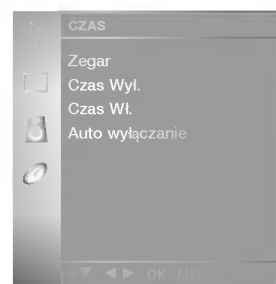 CZAS
Zegar
Czas Wył.
Czas Wł.
Auto wyłączanie
▲▼ ◄► OK MENU